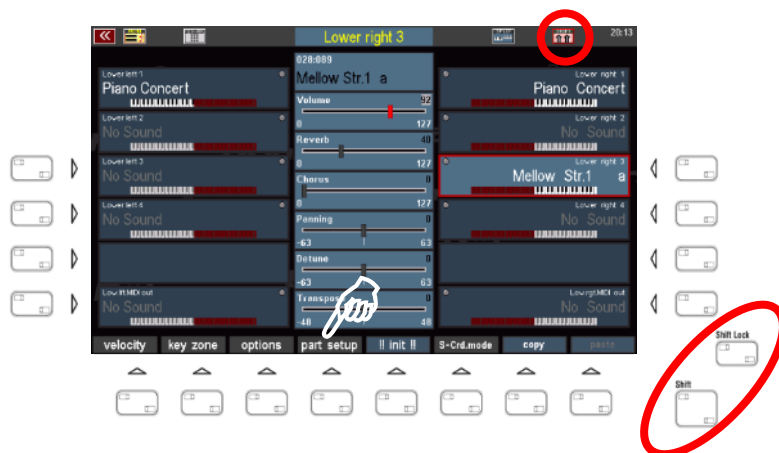 Lower right 3
20:13
028:089
Mellow Str.1 a
Volume 92
0 127
Reverb 40
0 127
Chorus 0
0 127
Panning 0
-63 63
Detune 0
-63 63
Transpos 0
-48 48
Lower left 1
Piano Concert
Lower left 2
No Sound
Lower left 3
No Sound
Lower left 4
No Sound
Low.lft.MIDI out
No Sound
Lower right 1
Piano Concert
Lower right 2
No Sound
Lower right 3
Mellow Str.1 a
Lower right 4
No Sound
Low.rgt.MIDI out
No Sound
velocity key zone options part setup !! init !! S-Crd.mode copy paste
Shift Lock
Shift